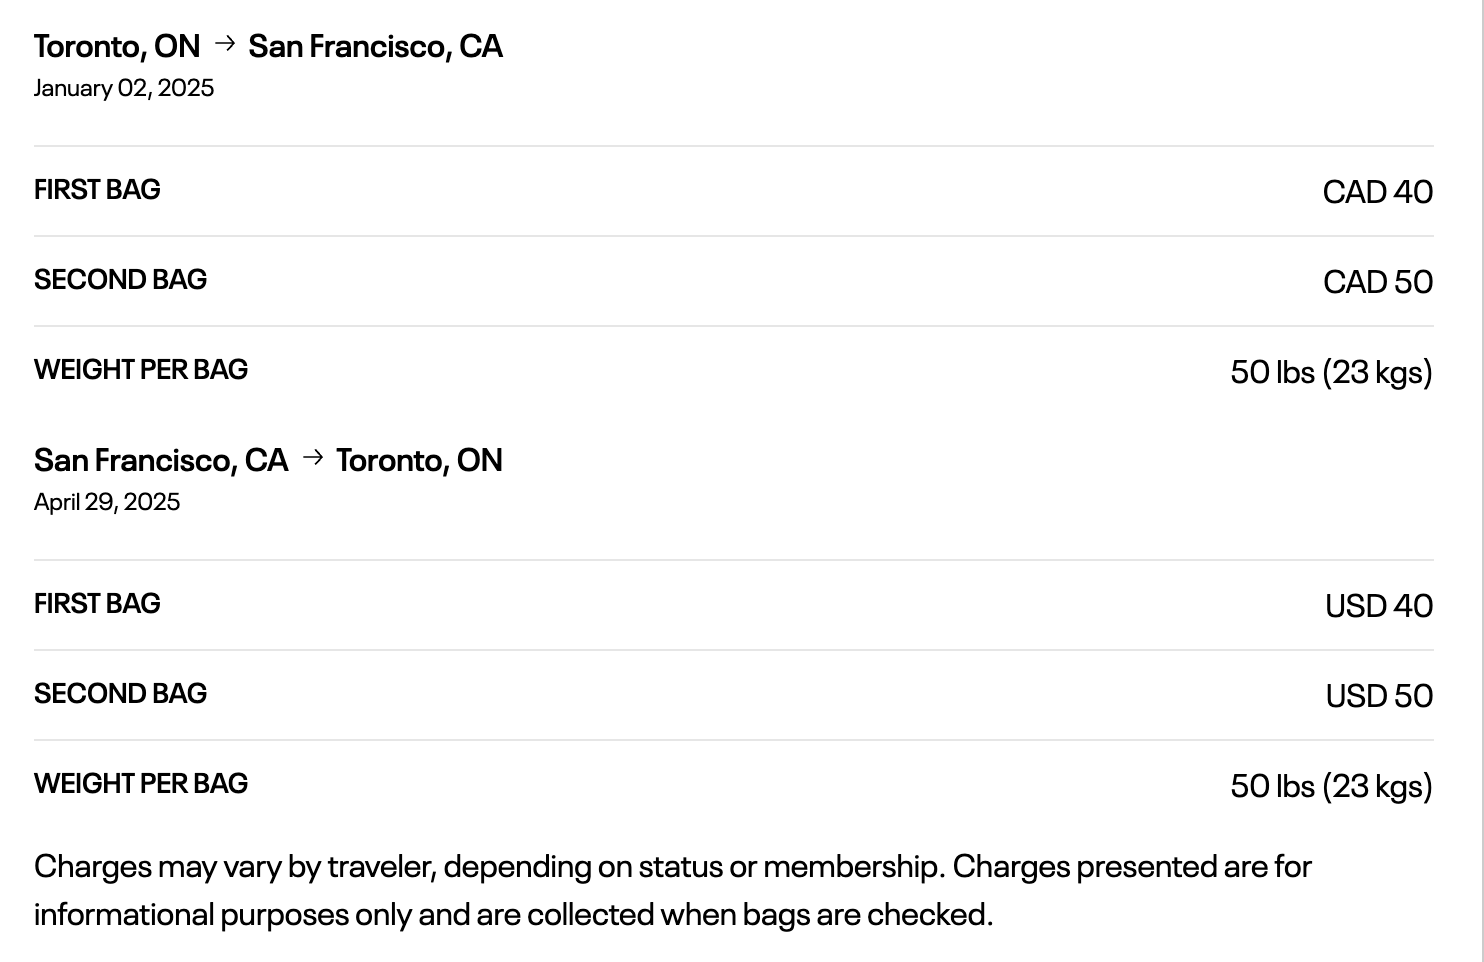 Toronto, ON → San Francisco, CA
January 02, 2025
FIRST BAG CAD 40
SECOND BAG CAD 50
WEIGHT PER BAG 50 lbs (23 kgs)
San Francisco, CA → Toronto, ON
April 29, 2025
FIRST BAG USD 40
SECOND BAG USD 50
WEIGHT PER BAG 50 lbs (23 kgs)
Charges may vary by traveler, depending on status or membership. Charges presented are for
informational purposes only and are collected when bags are checked.